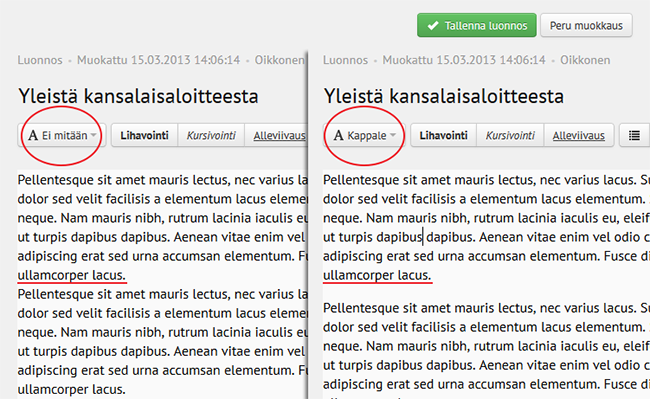 Tallenna luonnos
Peru muokkaus
Luonnos • Muokattu 15.03.2013 14:06:14 • Oikkonen
Yleistä kansalaisaloitteesta
A Ei mitään
Lihavointi
Kursivointi
Alleviivaus
Pellentesque sit amet mauris lectus, nec varius lacus
dolor sed velit facilisis a elementum lacus elementum
neque. Nam mauris nibh, rutrum lacinia iaculis eu
ut turpis dapibus dapibus. Aenean vitae enim vel
adipiscing erat sed urna accumsan elementum. Fu
ullamcorper lacus.
Pellentesque sit amet mauris lectus, nec varius la
dolor sed velit facilisis a elementum lacus elemen
neque. Nam mauris nibh, rutrum lacinia iaculis eu
ut turpis dapibus dapibus. Aenean vitae enim vel
adipiscing erat sed urna accumsan elementum. Fu
ullamcorper lacus.
Luonnos • Muokattu 15.03.2013 14:06:14 • Oikkonen
Yleistä kansalaisaloitteesta
A Kappale
Lihavointi
Kursivointi
Alleviivaus
Pellentesque sit amet mauris lectus, nec varius lacus. Su
dolor sed velit facilisis a elementum lacus elementum.
neque. Nam mauris nibh, rutrum lacinia iaculis eu, eleif
ut turpis dapibus dapibus. Aenean vitae enim vel odio c
adipiscing erat sed urna accumsan elementum. Fusce di
ullamcorper lacus.
Pellentesque sit amet mauris lectus, nec varius lacus. Su
dolor sed velit facilisis a elementum lacus elementum.
neque. Nam mauris nibh, rutrum lacinia iaculis eu, eleif
ut turpis dapibus dapibus. Aenean vitae enim vel odio c
adipiscing erat sed urna accumsan elementum. Fusce di